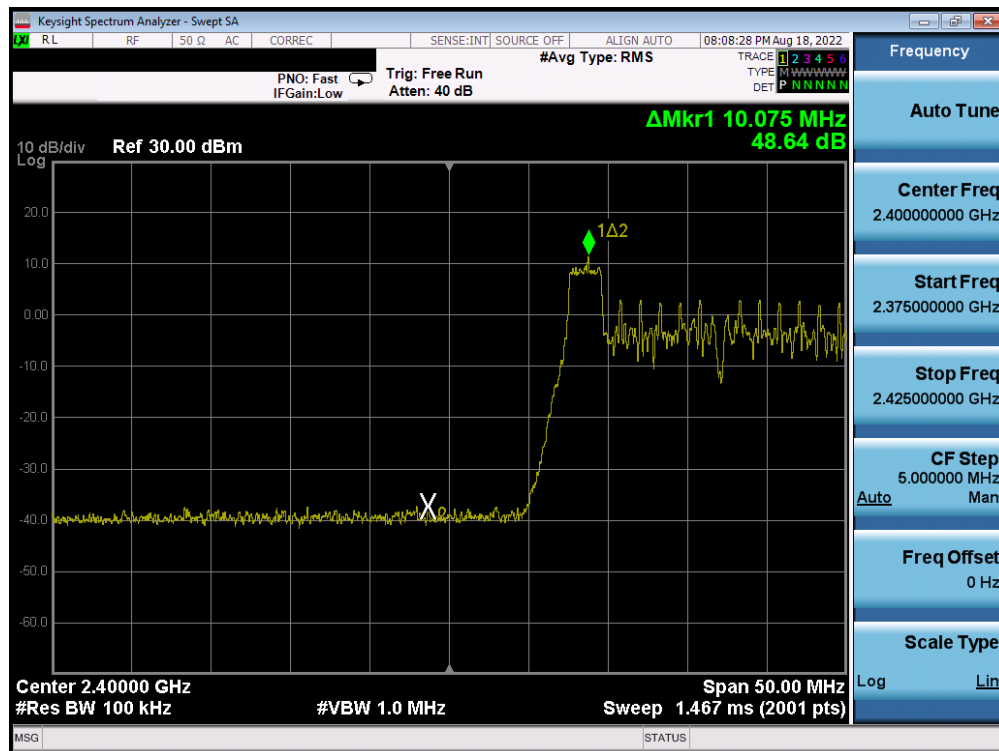 Keysight Spectrum Analyzer - Swept SA
LXI RL RF 50 Ω AC CORREC SENSE:INT SOURCE OFF ALIGN AUTO 08:08:28 PM Aug 18, 2022
#Avg Type: RMS
TRACE 1 2 3 4 5 6
PNO: Fast
Trig: Free Run
TYPE M WWWWW
IFGain:Low
Atten: 40 dB
DET P N N N N N
ΔMkr1 10.075 MHz
48.64 dB
10 dB/div Ref 30.00 dBm
Log
20.0
1Δ2
10.0
0.00
-10.0
-20.0
-30.0
X2
-40.0
-50.0
-60.0
Center 2.40000 GHz
Span 50.00 MHz
#Res BW 100 kHz
#VBW 1.0 MHz
Sweep 1.467 ms (2001 pts)
MSG
STATUS
Frequency
Auto Tune
Center Freq
2.400000000 GHz
Start Freq
2.375000000 GHz
Stop Freq
2.425000000 GHz
CF Step
5.000000 MHz
Auto Man
Freq Offset
0 Hz
Scale Type
Log Lin